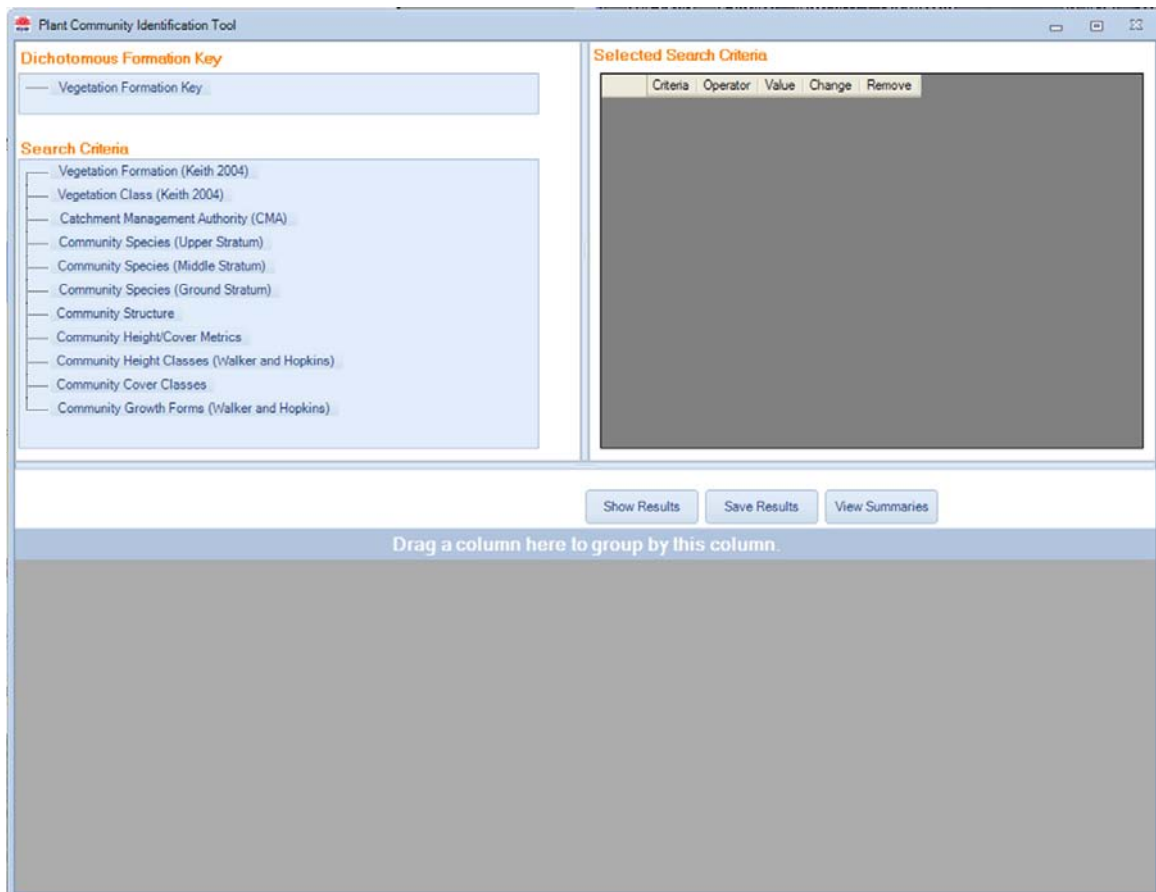 Plant Community Identification Tool
Dichotomous Formation Key
Vegetation Formation Key
Search Criteria
Vegetation Formation (Keith 2004)
Vegetation Class (Keith 2004)
Catchment Management Authority (CMA)
Community Species (Upper Stratum)
Community Species (Middle Stratum)
Community Species (Ground Stratum)
Community Structure
Community Height/Cover Metrics
Community Height Classes (Walker and Hopkins)
Community Cover Classes
Community Growth Forms (Walker and Hopkins)
Selected Search Criteria
Criteria Operator Value Change Remove
Show Results Save Results View Summaries
Drag a column here to group by this column.